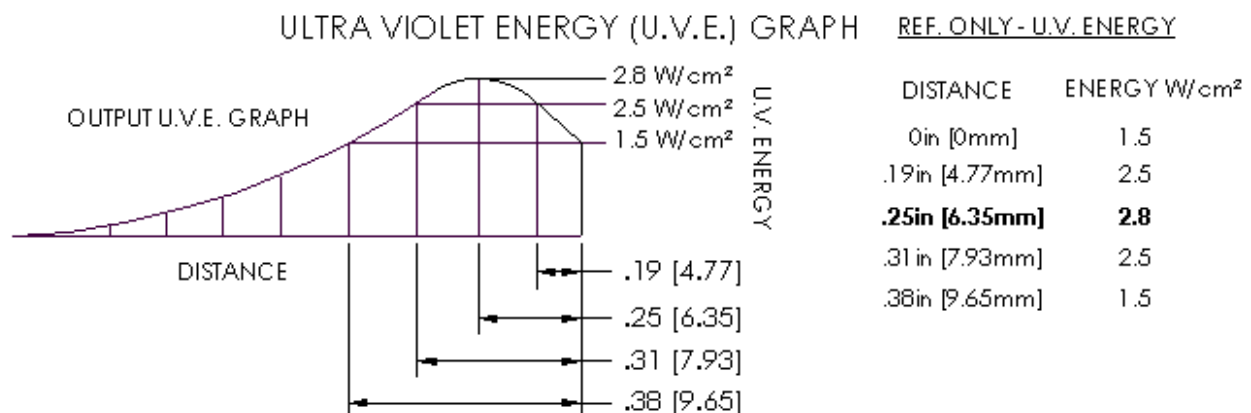 ULTRA VIOLET ENERGY (U.V.E.) GRAPH
REF. ONLY - U.V. ENERGY
OUTPUT U.V.E. GRAPH
2.8 W/cm²
2.5 W/cm²
1.5 W/cm²
U.V. ENERGY
DISTANCE
.19 [4.77]
.25 [6.35]
.31 [7.93]
.38 [9.65]
DISTANCE ENERGY W/cm²
0in [0mm] 1.5
.19in [4.77mm] 2.5
.25in [6.35mm] 2.8
.31in [7.93mm] 2.5
.38in [9.65mm] 1.5